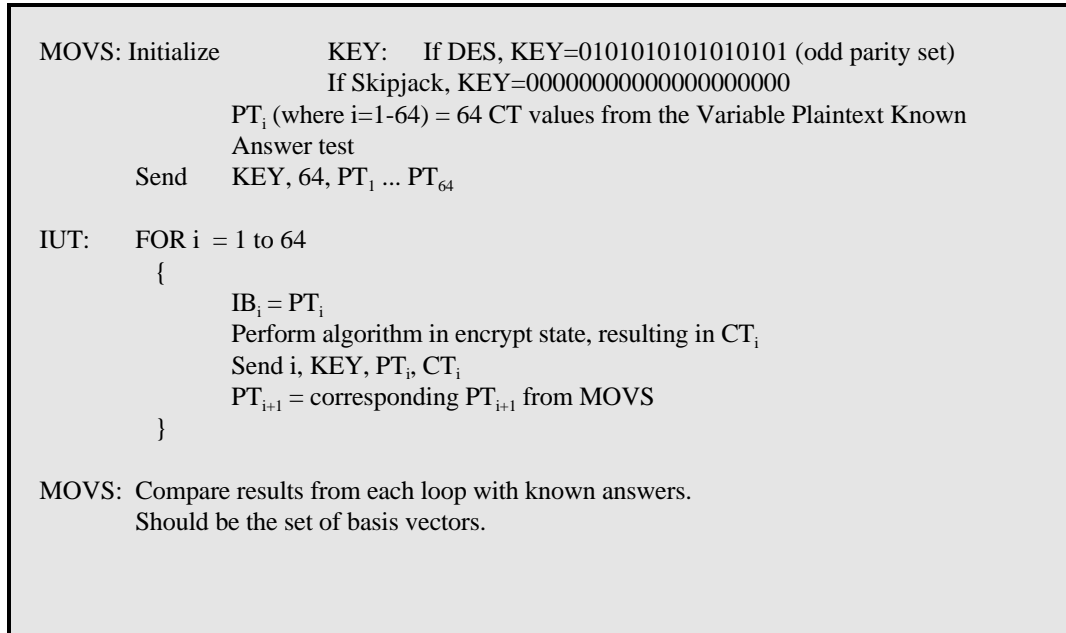 MOVS: Initialize KEY: If DES, KEY=0101010101010101 (odd parity set)
If Skipjack, KEY=00000000000000000000
PTi (where i=1-64) = 64 CT values from the Variable Plaintext Known
Answer test
Send KEY, 64, PT1 ... PT64
IUT: FOR i = 1 to 64
{
IBi = PTi
Perform algorithm in encrypt state, resulting in CTi
Send i, KEY, PTi, CTi
PTi+1 = corresponding PTi+1 from MOVS
}
MOVS: Compare results from each loop with known answers.
Should be the set of basis vectors.